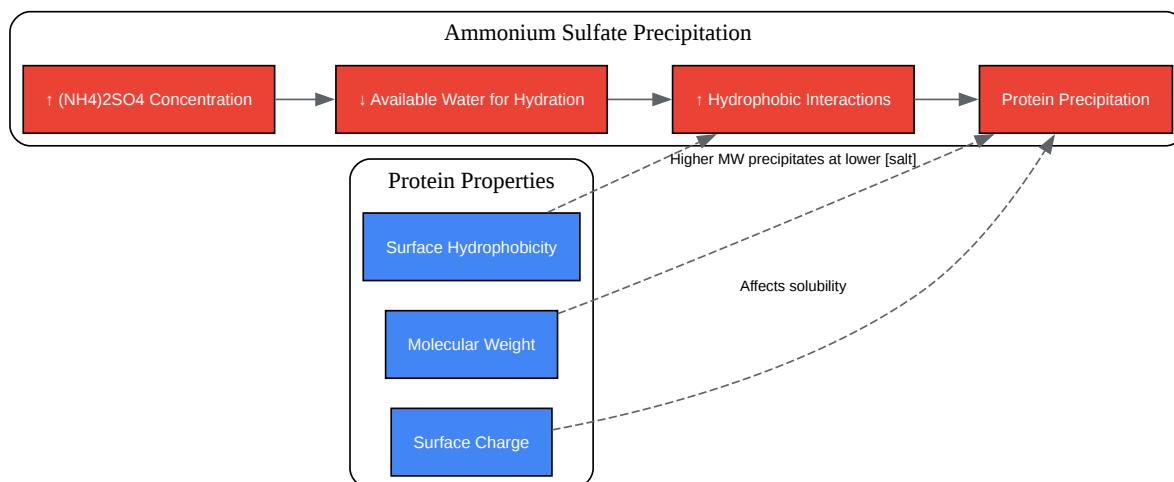 Ammonium Sulfate Precipitation
↑ (NH4)2SO4 Concentration
↓ Available Water for Hydration
↑ Hydrophobic Interactions
Protein Precipitation
Higher MW precipitates at lower [salt]
Protein Properties
Surface Hydrophobicity
Affects solubility
Molecular Weight
Surface Charge